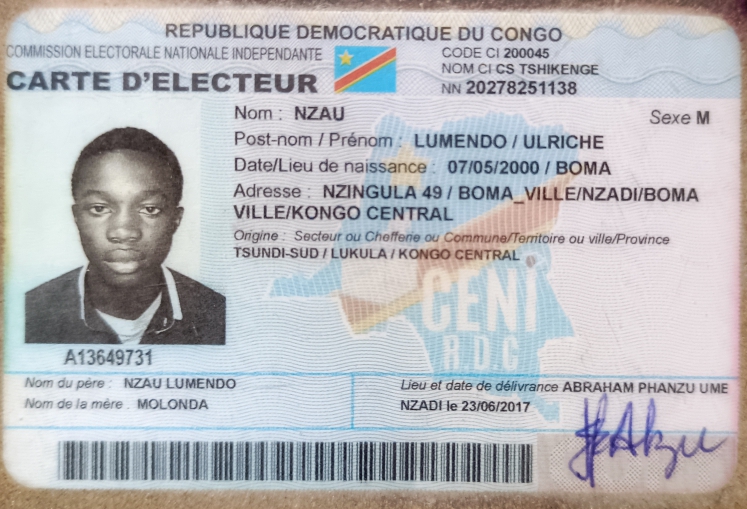 REPUBLIQUE DEMOCRATIQUE DU CONGO
COMMISSION ELECTORALE NATIONALE INDEPENDANTE
CARTE D'ELECTEUR
CODE CI 200045
NOM CI CS TSHIKENGE
NN 20278251138
Nom : NZAU
Sexe M
Post-nom / Prénom : LUMENDO / ULRICHE
Date/Lieu de naissance : 07/05/2000 / BOMA
Adresse : NZINGULA 49 / BOMA_VILLE/NZADI/BOMA
VILLE/KONGO CENTRAL
Origine : Secteur ou Chefferie ou Commune/Territoire ou ville/Province
TSUNDI-SUD / LUKULA / KONGO CENTRAL
CENI
R.D.C
A13649731
Nom du père : NZAU LUMENDO
Nom de la mère : MOLONDA
Lieu et date de délivrance ABRAHAM PHANZU UME
NZADI le 23/06/2017